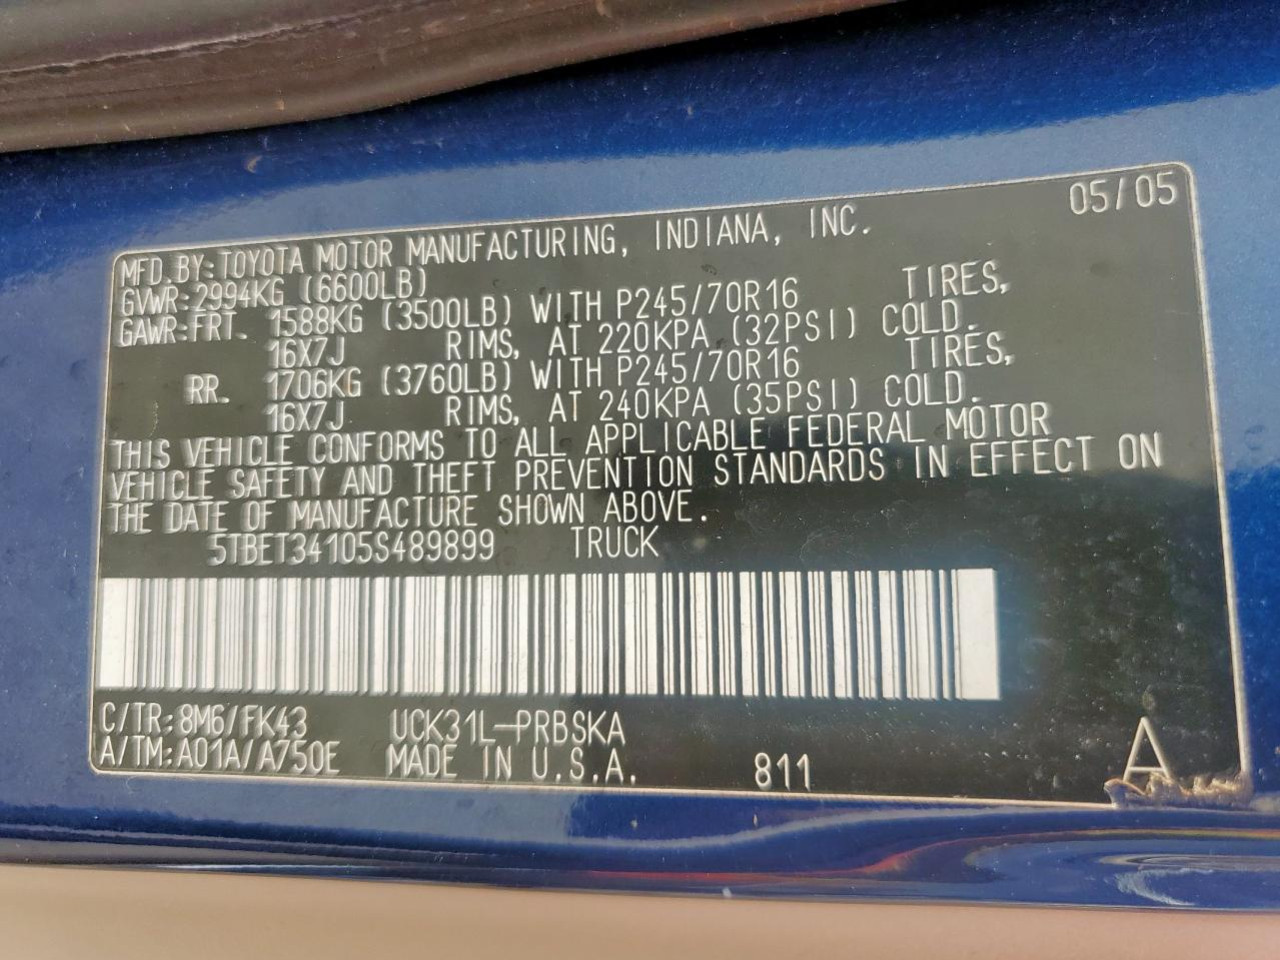 05/05
MFD. BY: TOYOTA MOTOR MANUFACTURING, INDIANA, INC.
GVWR: 2994KG (6600LB)
GAWR: FRT. 1588KG (3500LB) WITH P245/70R16 TIRES,
16X7J RIMS, AT 220KPA (32PSI) COLD.
RR. 1706KG (3760LB) WITH P245/70R16 TIRES,
16X7J RIMS, AT 240KPA (35PSI) COLD.
THIS VEHICLE CONFORMS TO ALL APPLICABLE FEDERAL MOTOR
VEHICLE SAFETY AND THEFT PREVENTION STANDARDS IN EFFECT ON
THE DATE OF MANUFACTURE SHOWN ABOVE.
5TBET34105S489899 TRUCK
C/TR: 8M6/FK43 UCK31L-PRBSKA
A/TM: A01A/A750E MADE IN U.S.A. 811 A